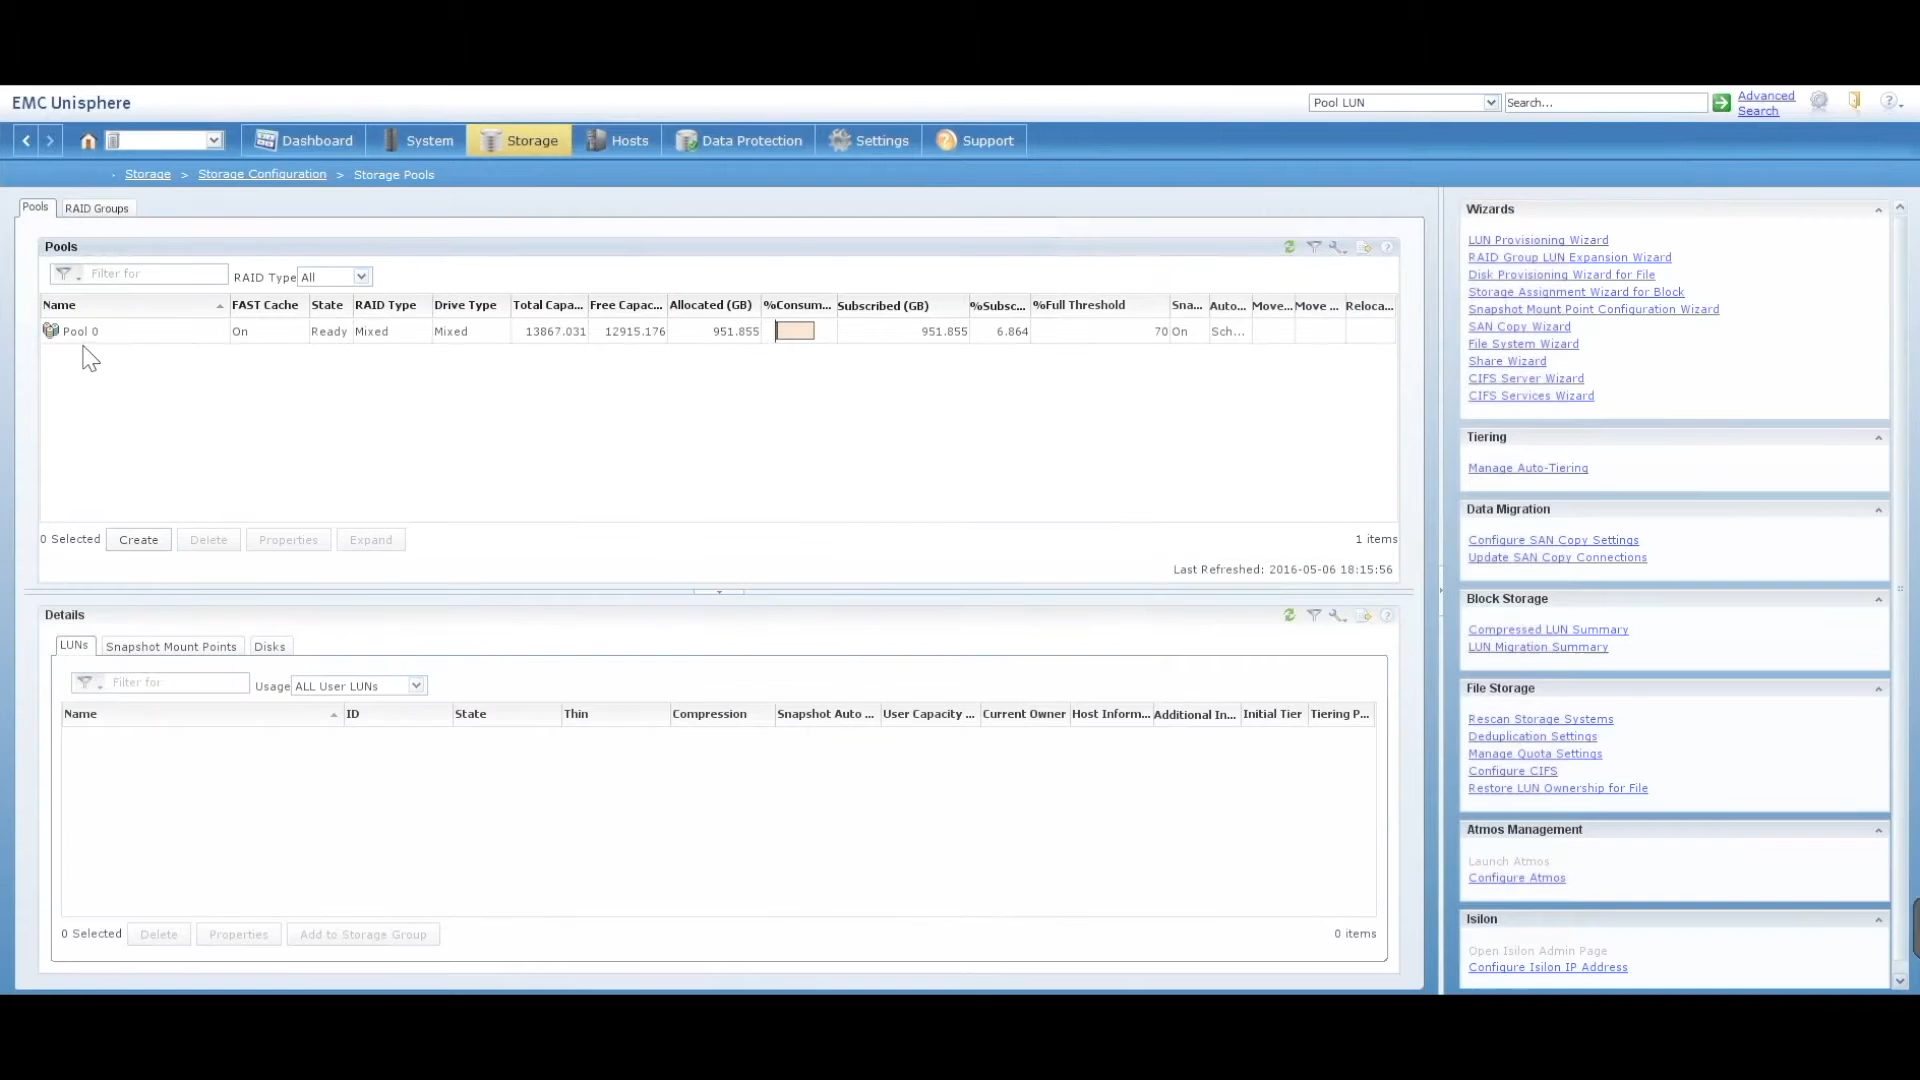 EMC Unisphere
Pool LUN
Search...
Advanced Search
Dashboard
System
Storage
Hosts
Data Protection
Settings
Support
Storage > Storage Configuration > Storage Pools
Pools
RAID Groups
Pools
Filter for
RAID Type All
Name FAST Cache State RAID Type Drive Type Total Capa... Free Capac... Allocated (GB) %Consum... Subscribed (GB) %Subsc... %Full Threshold Sna... Auto... Move... Move ... Reloca...
Pool 0 On Ready Mixed Mixed 13867.031 12915.176 951.855 951.855 6.864 70 On Sch...
0 Selected Create Delete Properties Expand 1 items
Last Refreshed: 2016-05-06 18:15:56
Details
LUNs
Snapshot Mount Points
Disks
Filter for
Usage ALL User LUNs
Name ID State Thin Compression Snapshot Auto ... User Capacity ... Current Owner Host Inform... Additional In... Initial Tier Tiering P...
0 Selected Delete Properties Add to Storage Group 0 items
Wizards
LUN Provisioning Wizard
RAID Group LUN Expansion Wizard
Disk Provisioning Wizard for File
Storage Assignment Wizard for Block
Snapshot Mount Point Configuration Wizard
SAN Copy Wizard
File System Wizard
Share Wizard
CIFS Server Wizard
CIFS Services Wizard
Tiering
Manage Auto-Tiering
Data Migration
Configure SAN Copy Settings
Update SAN Copy Connections
Block Storage
Compressed LUN Summary
LUN Migration Summary
File Storage
Rescan Storage Systems
Deduplication Settings
Manage Quota Settings
Configure CIFS
Restore LUN Ownership for File
Atmos Management
Launch Atmos
Configure Atmos
Isilon
Open Isilon Admin Page
Configure Isilon IP Address